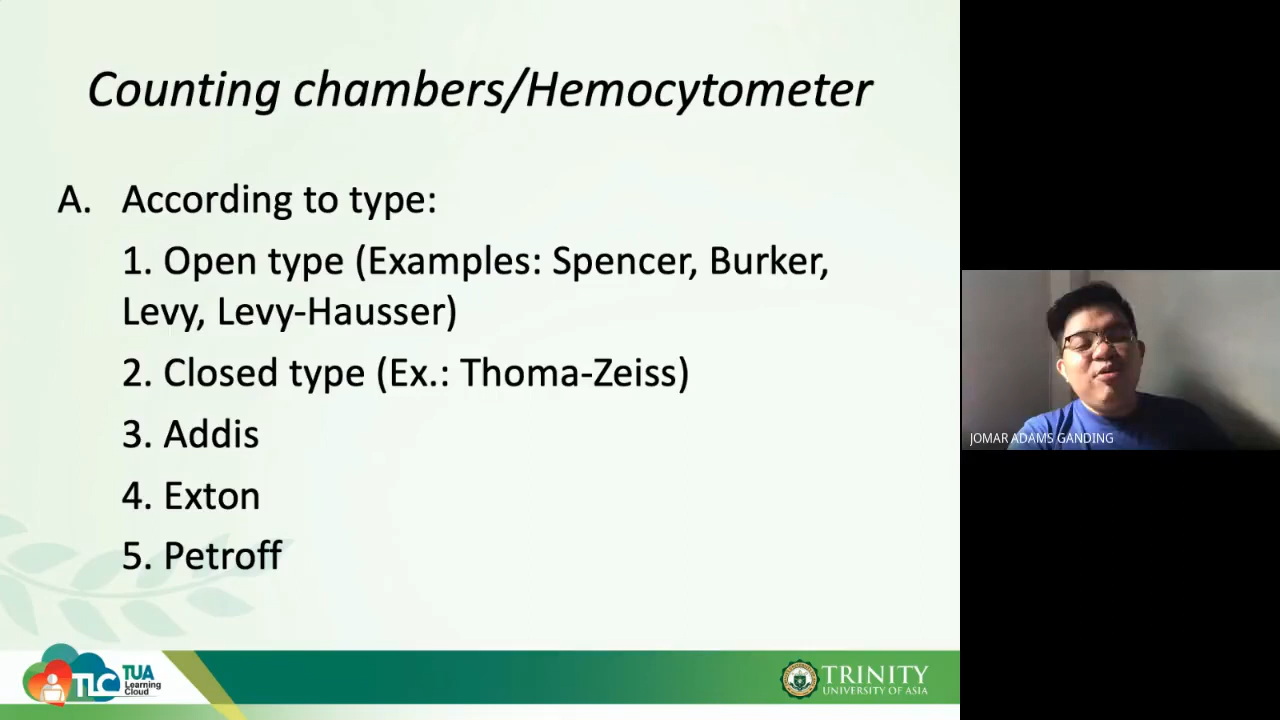 Counting chambers/Hemocytometer
A. According to type:
1. Open type (Examples: Spencer, Burker,
Levy, Levy-Hausser)
2. Closed type (Ex.: Thoma-Zeiss)
3. Addis
4. Exton
5. Petroff
JOMAR ADAMS GANDING
TLC TUA
Learning
Cloud
TRINITY
UNIVERSITY OF ASIA